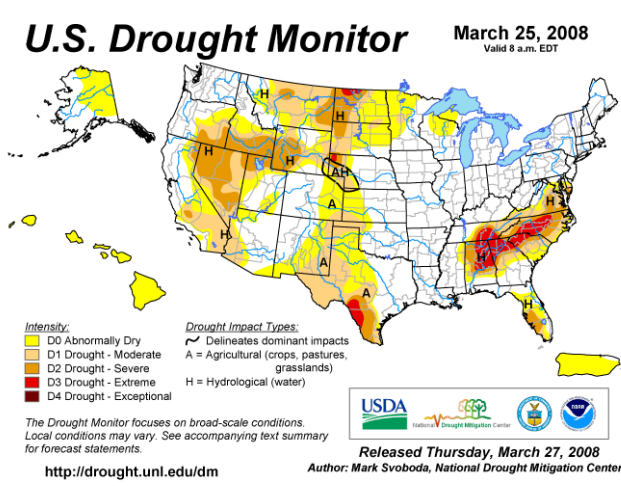 U.S. Drought Monitor
March 25, 2008
Valid 8 a.m. EDT
H
H
H
H
AH
A
H
H
H
A
A
H
Intensity:
D0 Abnormally Dry
D1 Drought - Moderate
D2 Drought - Severe
D3 Drought - Extreme
D4 Drought - Exceptional
Drought Impact Types:
Delineates dominant impacts
A = Agricultural (crops, pastures,
grasslands)
H = Hydrological (water)
The Drought Monitor focuses on broad-scale conditions.
Local conditions may vary. See accompanying text summary
for forecast statements.
http://drought.unl.edu/dm
USDA
National Drought Mitigation Center
Released Thursday, March 27, 2008
Author: Mark Svoboda, National Drought Mitigation Center